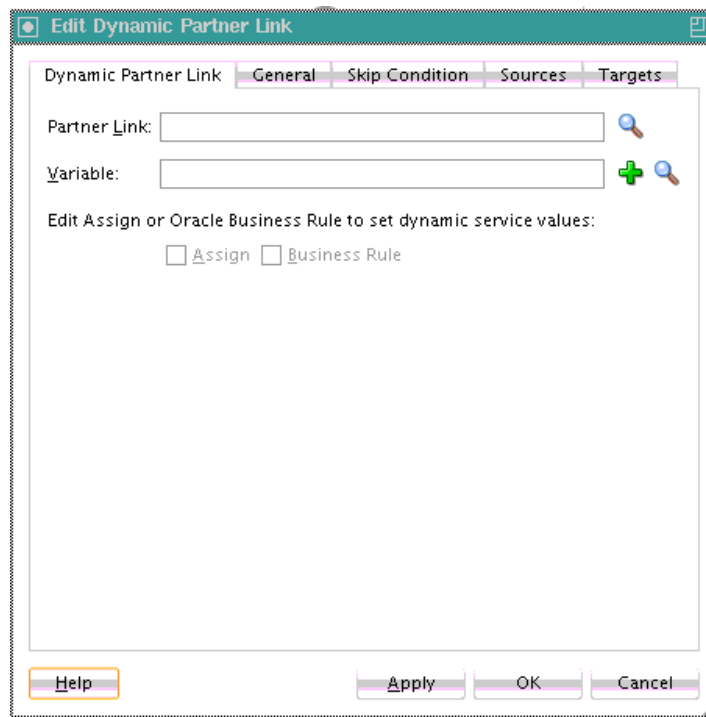 Edit Dynamic Partner Link
Dynamic Partner Link General Skip Condition Sources Targets
Partner Link:
Variable:
Edit Assign or Oracle Business Rule to set dynamic service values:
Assign Business Rule
Help Apply OK Cancel